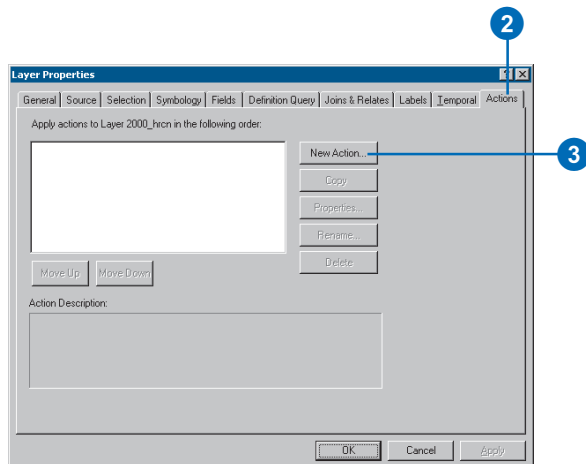 2
Layer Properties
General Source Selection Symbology Fields Definition Query Joins & Relates Labels Temporal Actions
Apply actions to Layer 2000_hrcn in the following order:
New Action...
3
Copy
Properties...
Rename...
Delete
Move Up Move Down
Action Description:
OK Cancel Apply